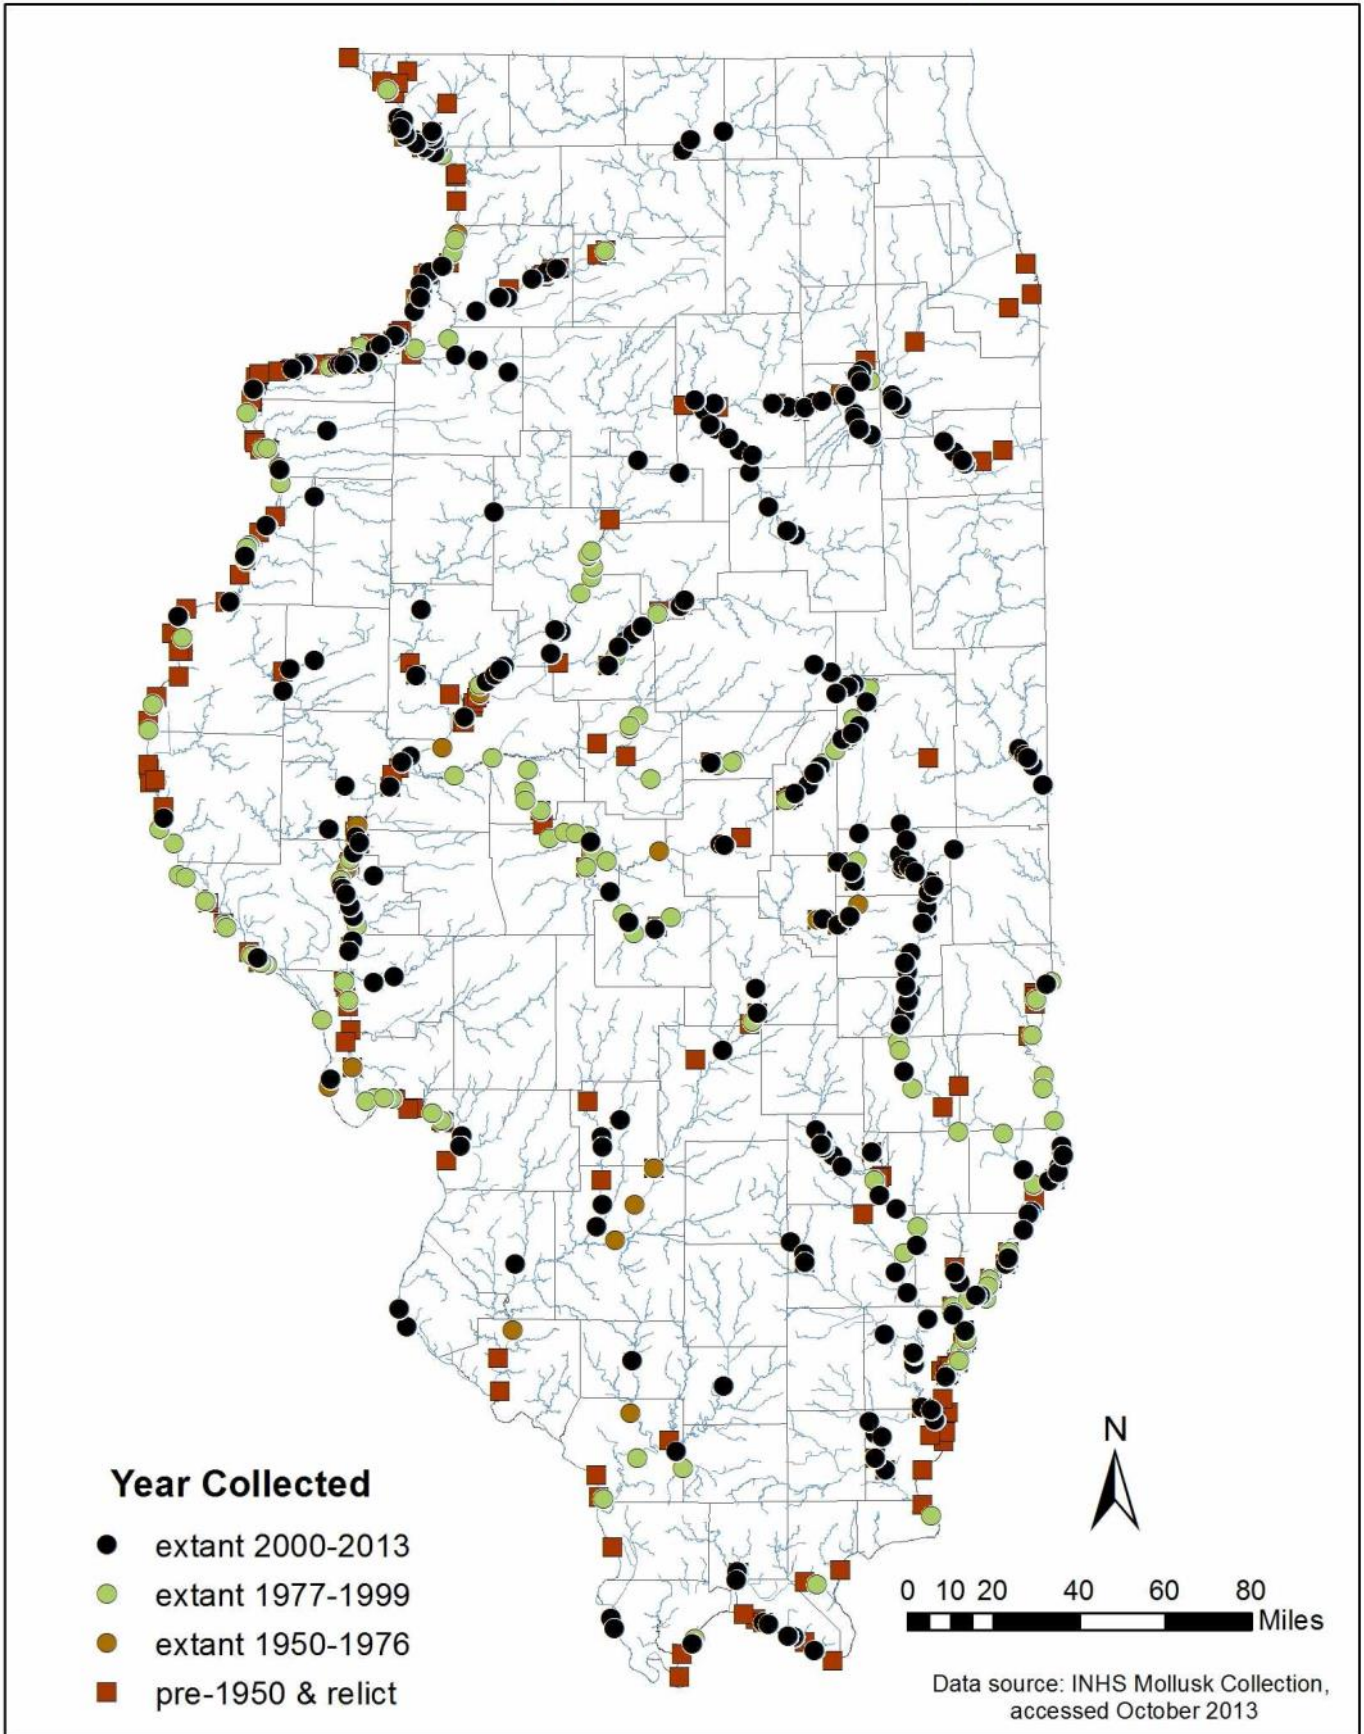 Year Collected
extant 2000-2013
extant 1977-1999
extant 1950-1976
pre-1950 & relict
N
0 10 20 40 60 80
Miles
Data source: INHS Mollusk Collection,
accessed October 2013